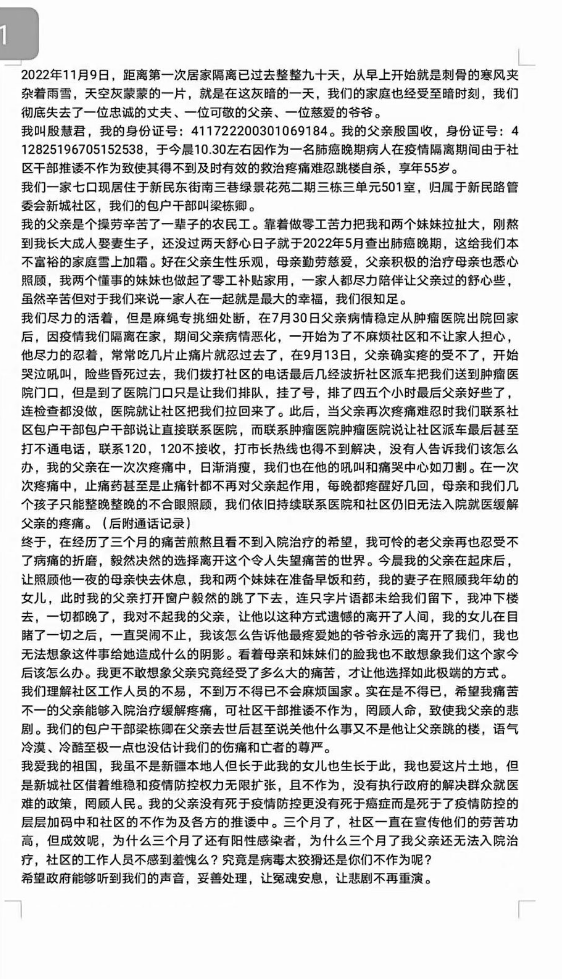 1
2022年11月9日，距离第一次居家隔离已过去整整九十天，从早上开始就是刺骨的寒风夹
杂着雨雪，天空灰蒙蒙的一片，就是在这灰暗的一天，我们的家庭也经受至暗时刻，我们
彻底失去了一位忠诚的丈夫、一位可敬的父亲、一位慈爱的爷爷。
我叫殷慧君，我的身份证号：411722200301069184。我的父亲殷国收，身份证号：4
12825196705152538，于今晨10.30左右因作为一名肺癌晚期病人在疫情隔离期间由于社
区干部推诿不作为致使其得不到及时有效的救治疼痛难忍跳楼自杀，享年55岁。
我们一家七口现居住于新民东街南三巷绿景花苑二期三栋三单元501室，归属于新民路管
委会新城社区，我们的包户干部叫梁栋卿。
我的父亲是个操劳辛苦了一辈子的农民工。靠着做零工苦力把我和两个妹妹拉扯大，刚熬
到我长大成人娶妻生子，还没过两天舒心日子就于2022年5月查出肺癌晚期，这给我们本
不富裕的家庭雪上加霜。好在父亲生性乐观，母亲勤劳慈爱，父亲积极的治疗母亲也悉心
照顾，我两个懂事的妹妹也做起了零工补贴家用，一家人都尽力陪伴让父亲过的舒心些，
虽然辛苦但对于我们来说一家人在一起就是最大的幸福，我们很知足。
我们尽力的活着，但是麻绳专挑细处断，在7月30日父亲病情稳定从肿瘤医院出院回家
后，因疫情我们隔离在家，期间父亲病情恶化，一开始为了不麻烦社区和不让家人担心，
他尽力的忍着，常常吃几片止痛片就忍过去了，在9月13日，父亲确实疼的受不了，开始
哭泣吼叫，险些昏死过去，我们拨打社区的电话最后几经波折社区派车把我们送到肿瘤医
院门口，但是到了医院门口只是让我们排队，挂了号，排了四五个小时最后父亲好些了，
连检查都没做，医院就让社区把我们拉回来了。此后，当父亲再次疼痛难忍时我们联系社
区包户干部包户干部说让直接联系医院，而联系肿瘤医院肿瘤医院说让社区派车最后甚至
打不通电话，联系120，120不接收，打市长热线也得不到解决，没有人告诉我们该怎么
办，我的父亲在一次次疼痛中，日渐消瘦，我们也在他的吼叫和痛哭中心如刀割。在一次
次疼痛中，止痛药甚至是止痛针都不再对父亲起作用，每晚都疼醒好几回，母亲和我们几
个孩子只能整晚整晚的不合眼照顾，我们依旧持续联系医院和社区仍旧无法入院就医缓解
父亲的疼痛。（后附通话记录）
终于，在经历了三个月的痛苦煎熬且看不到入院治疗的希望，我可怜的老父亲再也忍受不
了病痛的折磨，毅然决然的选择离开这个令人失望痛苦的世界。今晨我的父亲在起床后，
让照顾他一夜的母亲快去休息，我和两个妹妹在准备早饭和药，我的妻子在照顾我年幼的
女儿，此时我的父亲打开窗户毅然的跳了下去，连只字片语都未给我们留下，我冲下楼
去，一切都晚了，我对不起我的父亲，让他以这种方式遗憾的离开了人间，我的女儿在目
睹了一切之后，一直哭闹不止，我该怎么告诉他最疼爱她的爷爷永远的离开了我们，我也
无法想象这件事给她造成什么的阴影。看着母亲和妹妹们的脸我也不敢想象我们这个家今
后该怎么办。我更不敢想象父亲究竟经受了多么大的痛苦，才让他选择如此极端的方式。
我们理解社区工作人员的不易，不到万不得已不会麻烦国家。实在是不得已，希望我痛苦
不一的父亲能够入院治疗缓解疼痛，可社区干部推诿不作为，罔顾人命，致使我父亲的悲
剧。我们的包户干部梁栋卿在父亲去世后甚至说关他什么事又不是他让父亲跳的楼，语气
冷漠、冷酷至极一点也没估计我们的伤痛和亡者的尊严。
我爱我的祖国，我虽不是新疆本地人但长于此我的女儿也生长于此，我也爱这片土地，但
是新城社区借着维稳和疫情防控权力无限扩张，且不作为，没有执行政府的解决群众就医
难的政策，罔顾人民。我的父亲没有死于疫情防控更没有死于癌症而是死于了疫情防控的
层层加码中和社区的不作为及各方的推诿中。三个月了，社区一直在宣传他们的劳苦功
高，但成效呢，为什么三个月了还有阳性感染者，为什么三个月了我父亲还无法入院治
疗，社区的工作人员不感到羞愧么？究竟是病毒太狡猾还是你们不作为呢？
希望政府能够听到我们的声音，妥善处理，让冤魂安息，让悲剧不再重演。